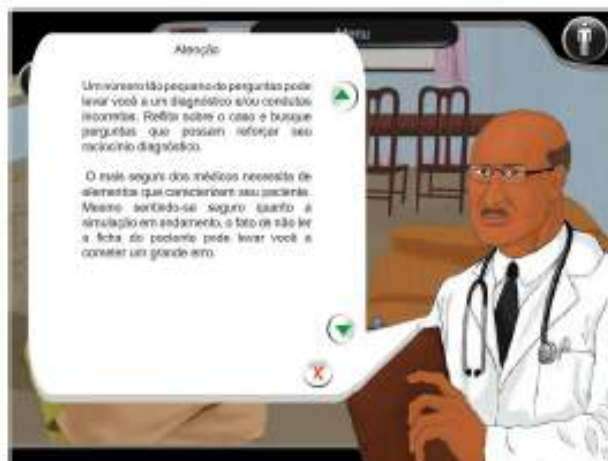 Menu
Atenção
Um número tão pequeno de perguntas pode
levar você a um diagnóstico e/ou condutas
incorretas. Reflita sobre o caso e busque
perguntas que possam reforçar seu
raciocínio diagnóstico.
O mais seguro dos médicos necessita de
elementos que caracterizem seu paciente.
Mesmo sentindo-se seguro quanto a
simulação em andamento, o fato de não ler
a ficha do paciente pode levar você a
cometer um grande erro.
X